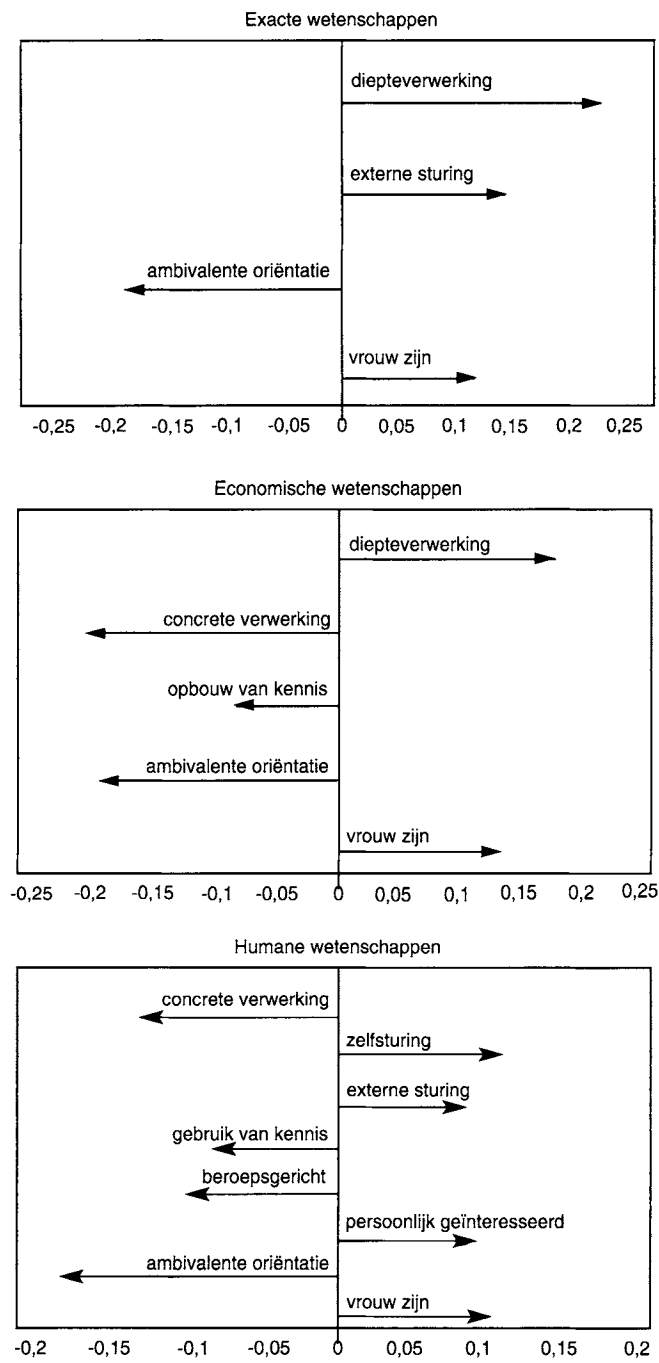 Exacte wetenschappen
diepteverwerking
externe sturing
ambivalente oriëntatie
vrouw zijn
-0,25 -0,2 -0,15 -0,1 -0,05 0 0,05 0,1 0,15 0,2 0,25
Economische wetenschappen
diepteverwerking
concrete verwerking
opbouw van kennis
ambivalente oriëntatie
vrouw zijn
-0,25 -0,2 -0,15 -0,1 -0,05 0 0,05 0,1 0,15 0,2 0,25
Humane wetenschappen
concrete verwerking
zelfsturing
externe sturing
gebruik van kennis
beroepsgericht
persoonlijk geïnteresseerd
ambivalente oriëntatie
vrouw zijn
-0,2 -0,15 -0,1 -0,05 0 0,05 0,1 0,15 0,2